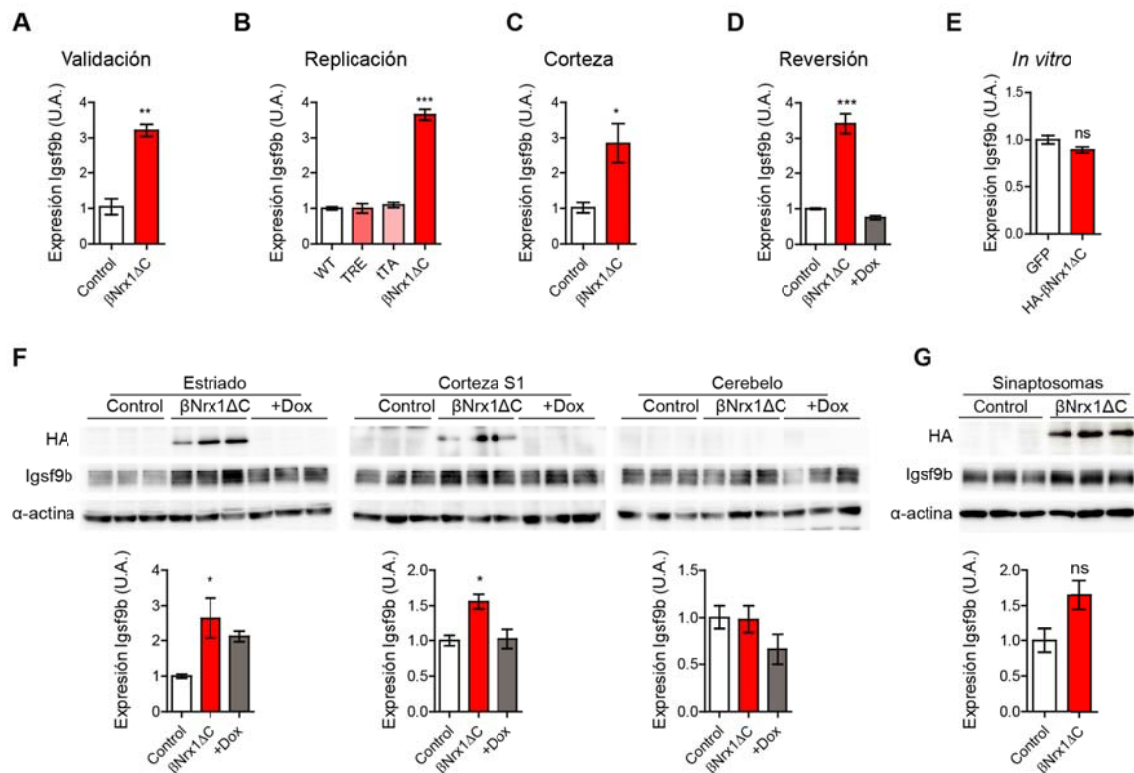 A
Validación
Expresión Igsf9b (U.A.)
4
3
2
1
0
**
Control
βNrx1ΔC
B
Replicación
Expresión Igsf9b (U.A.)
4
3
2
1
0
***
WT
TRE
tTA
βNrx1ΔC
C
Corteza
Expresión Igsf9b (U.A.)
4
3
2
1
0
*
Control
βNrx1ΔC
D
Reversión
Expresión Igsf9b (U.A.)
4
3
2
1
0
***
Control
βNrx1ΔC
+Dox
E
In vitro
Expresión Igsf9b (U.A.)
1.5
1.0
0.5
0.0
ns
GFP
HA-βNrx1ΔC
F
Estriado
Control βNrx1ΔC +Dox
Corteza S1
Control βNrx1ΔC +Dox
Cerebelo
Control βNrx1ΔC +Dox
HA
Igsf9b
α-actina
Expresión Igsf9b (U.A.)
4
3
2
1
0
*
Control
βNrx1ΔC
+Dox
Expresión Igsf9b (U.A.)
2.0
1.5
1.0
0.5
0.0
*
Control
βNrx1ΔC
+Dox
Expresión Igsf9b (U.A.)
1.5
1.0
0.5
0.0
Control
βNrx1ΔC
+Dox
G
Sinaptosomas
Control βNrx1ΔC
HA
Igsf9b
α-actina
Expresión Igsf9b (U.A.)
2.0
1.5
1.0
0.5
0.0
ns
Control
βNrx1ΔC